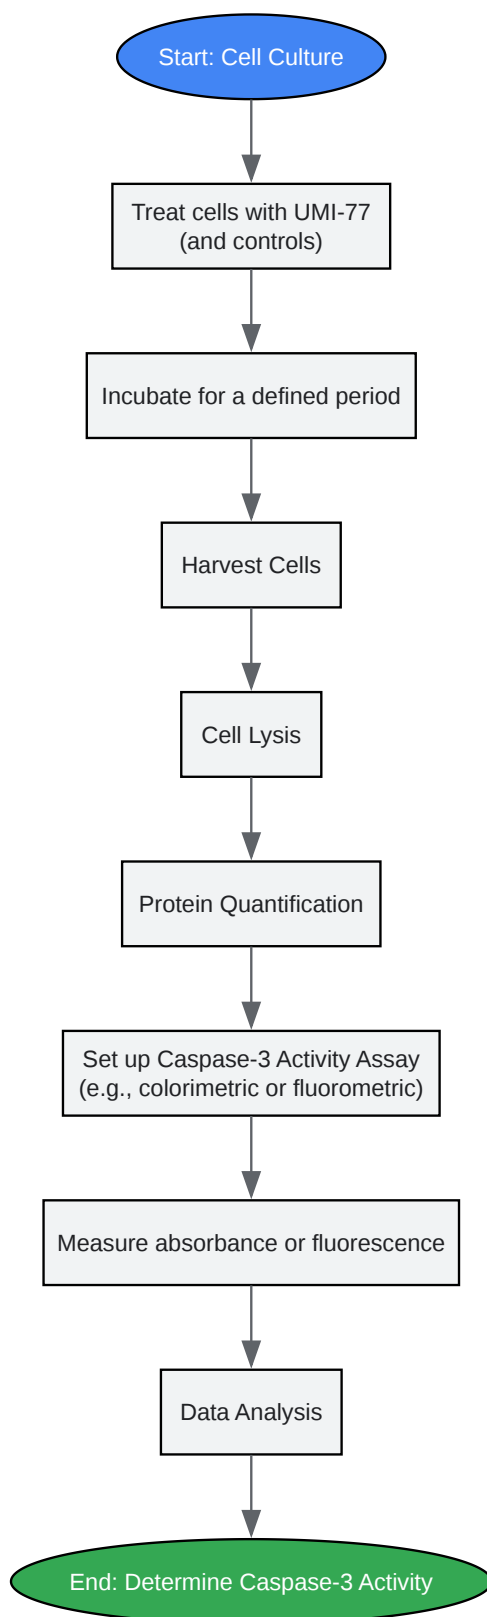 Start: Cell Culture
Treat cells with UMI-77
(and controls)
Incubate for a defined period
Harvest Cells
Cell Lysis
Protein Quantification
Set up Caspase-3 Activity Assay
(e.g., colorimetric or fluorometric)
Measure absorbance or fluorescence
Data Analysis
End: Determine Caspase-3 Activity